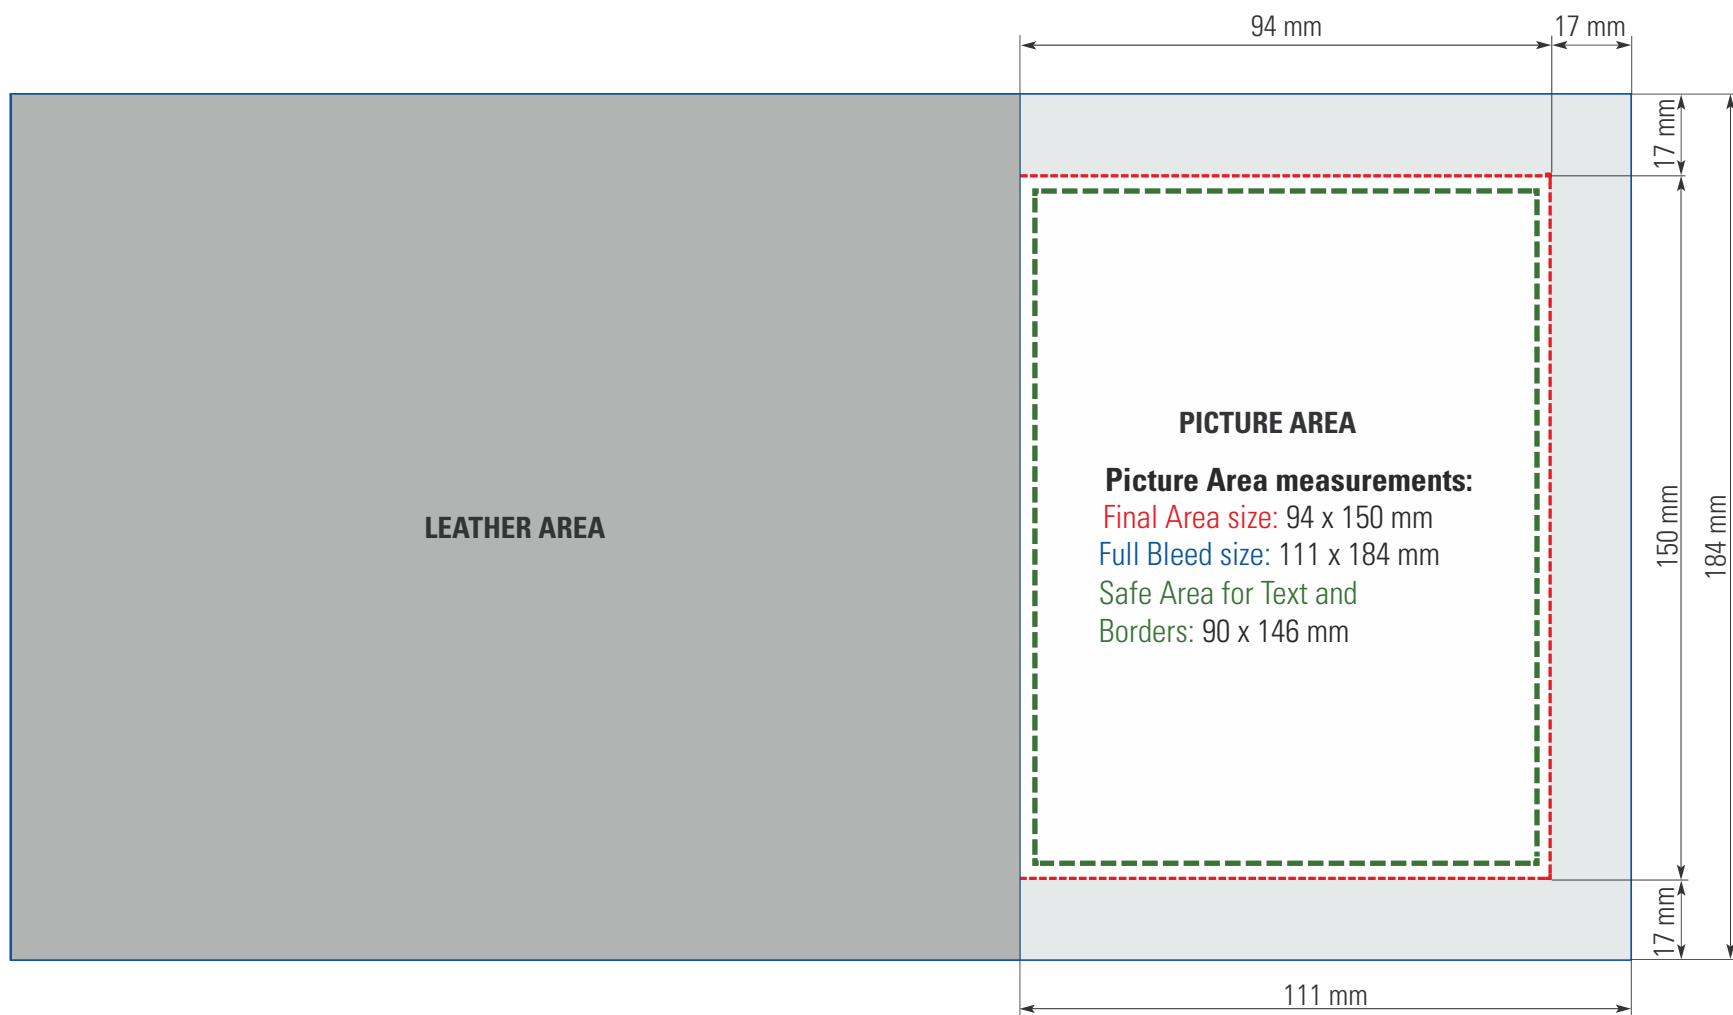 94 mm
17 mm
17 mm
PICTURE AREA
Picture Area measurements:
Final Area size: 94 x 150 mm
Full Bleed size: 111 x 184 mm
Safe Area for Text and
Borders: 90 x 146 mm
LEATHER AREA
150 mm
184 mm
17 mm
111 mm